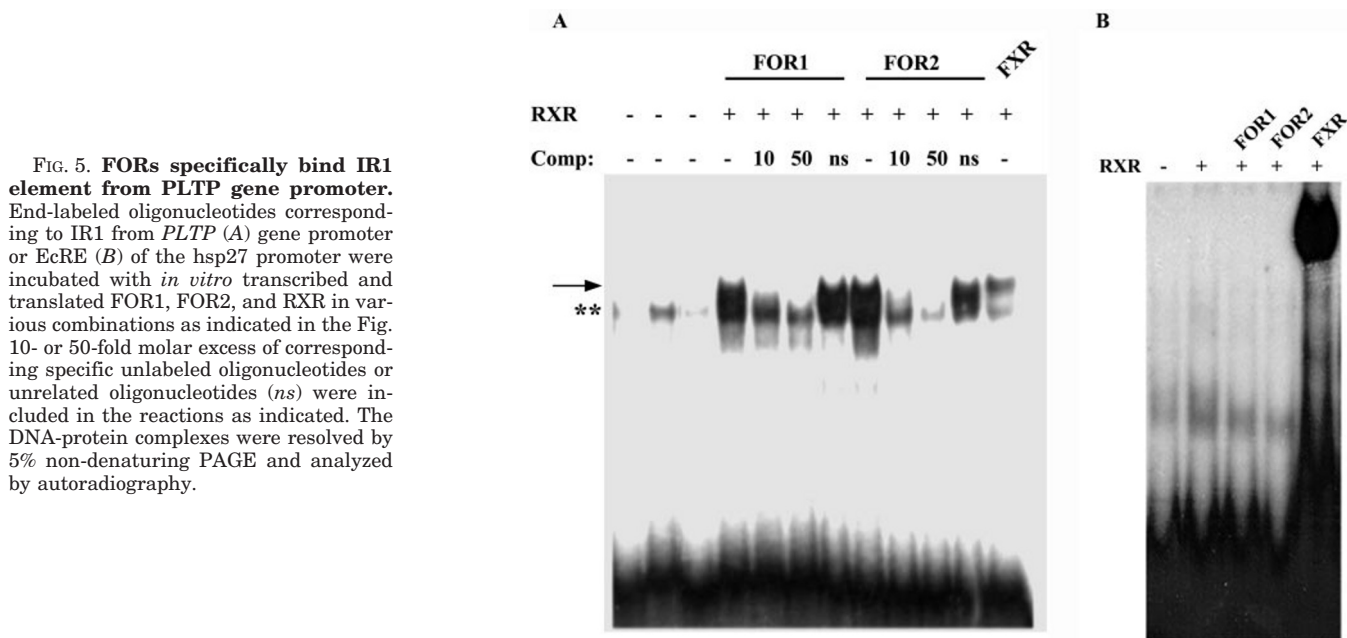 FIG. 5. FORs specifically bind IR1
element from PLTP gene promoter.
End-labeled oligonucleotides correspond-
ing to IR1 from PLTP (A) gene promoter
or EcRE (B) of the hsp27 promoter were
incubated with in vitro transcribed and
translated FOR1, FOR2, and RXR in var-
ious combinations as indicated in the Fig.
10- or 50-fold molar excess of correspond-
ing specific unlabeled oligonucleotides or
unrelated oligonucleotides (ns) were in-
cluded in the reactions as indicated. The
DNA-protein complexes were resolved by
5% non-denaturing PAGE and analyzed
by autoradiography.
A
FOR1 FOR2 FXR
RXR - - - + + + + + + + + +
Comp: - - - - 10 50 ns - 10 50 ns -
**
B
FOR1 FOR2 FXR
RXR - + + + +